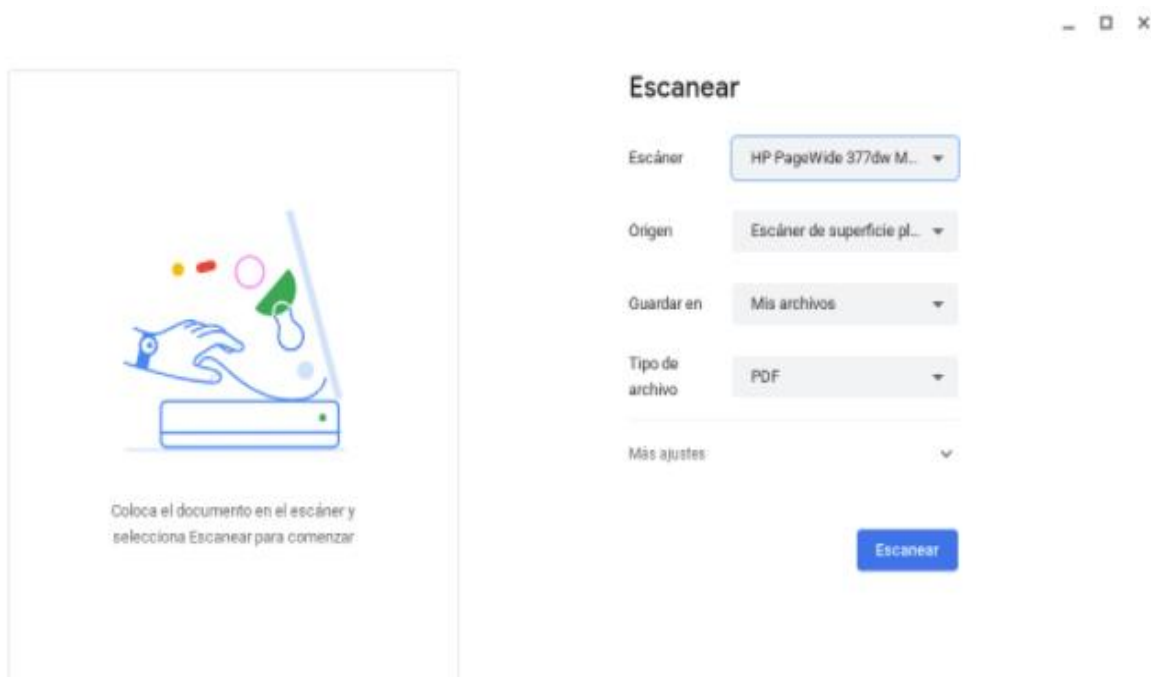 Escanear
Escáner
HP PageWide 377dw M...
Origen
Escáner de superficie pl...
Guardar en
Mis archivos
Tipo de
archivo
PDF
Más ajustes
Coloca el documento en el escáner y
selecciona Escanear para comenzar
Escanear